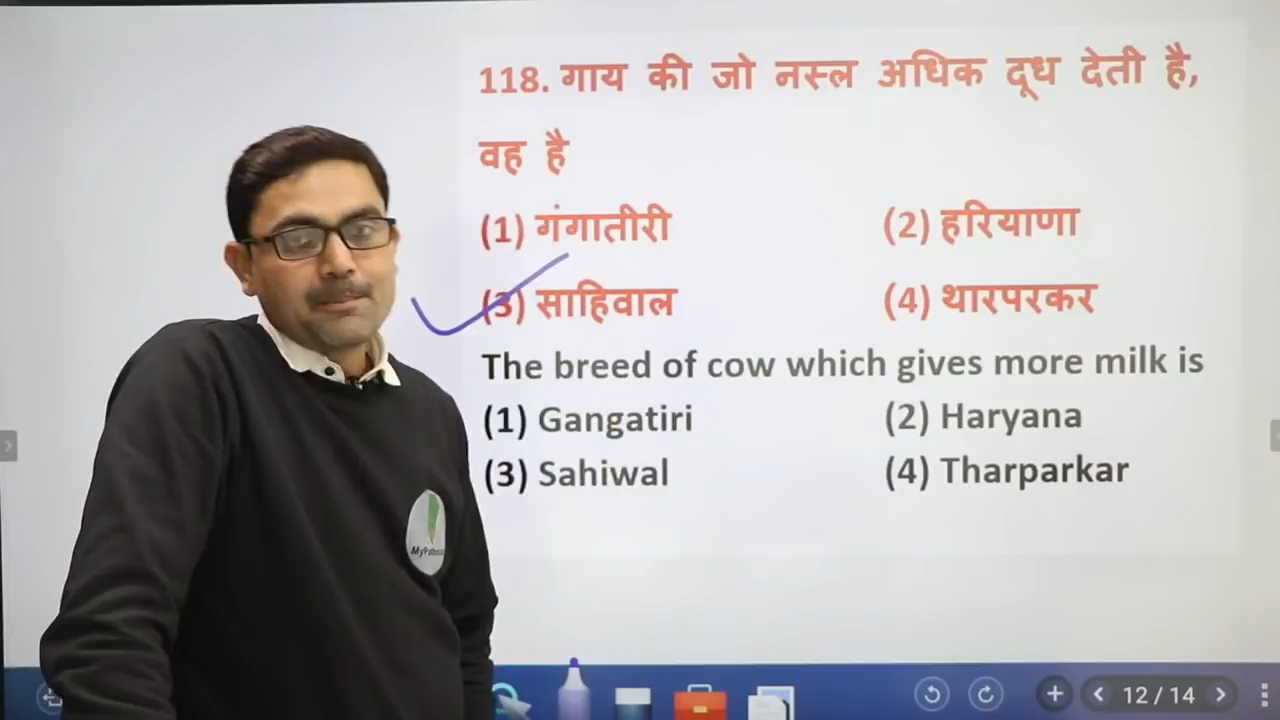 118. गाय की जो नस्ल अधिक दूध देती है,
वह है
(1) गंगातीरी (2) हरियाणा
(3) साहिवाल (4) थारपरकर
The breed of cow which gives more milk is
(1) Gangatiri (2) Haryana
(3) Sahiwal (4) Tharparkar
12 / 14